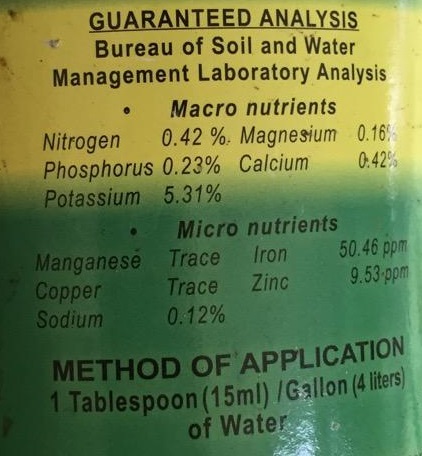 GUARANTEED ANALYSIS
Bureau of Soil and Water
Management Laboratory Analysis
• Macro nutrients
Nitrogen 0.42 %. Magnesium 0.16%
Phosphorus 0.23% Calcium 0.42%
Potassium 5.31%
• Micro nutrients
Manganese Trace Iron 50.46 ppm
Copper Trace Zinc 9.53 ppm
Sodium 0.12%
METHOD OF APPLICATION
1 Tablespoon (15ml) / Gallon (4 liters)
of Water